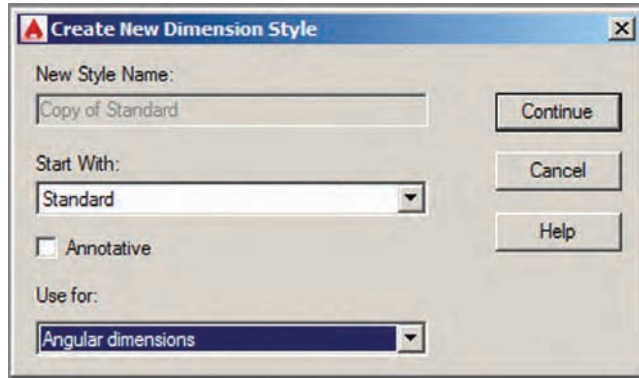 Create New Dimension Style
New Style Name:
Copy of Standard
Continue
Start With:
Cancel
Standard
Help
Annotative
Use for:
Angular dimensions